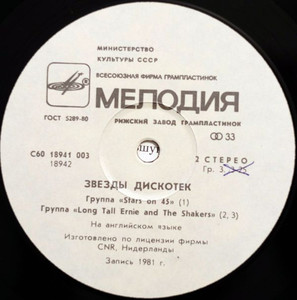 МИНИСТЕРСТВО
КУЛЬТУРЫ СССР
ВСЕСОЮЗНАЯ ФИРМА ГРАМПЛАСТИНОК
МЕЛОДИЯ
ГОСТ 5289-80
РИЖСКИЙ ЗАВОД ГРАМПЛАСТИНОК
33
С60 18941 003
18942
2 СТЕРЕО
Гр. 3.
ЗВЕЗДЫ ДИСКОТЕК
Группа «Stars on 45» (1)
Группа «Long Tall Ernie and The Shakers» (2, 3)
На английском языке
Изготовлено по лицензии фирмы
CNR, Нидерланды
Запись 1981 г.